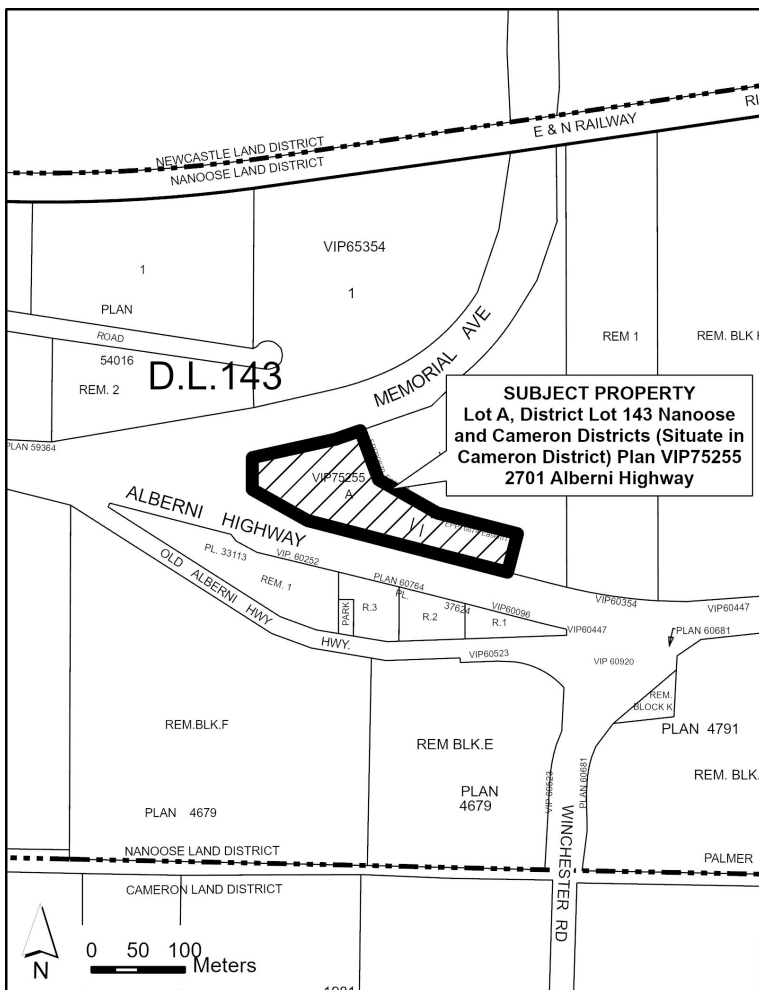 NEWCASTLE LAND DISTRICT
NANOOSE LAND DISTRICT
E & N RAILWAY
RI
1
VIP65354
1
PLAN
ROAD
54016
REM. 2
D.L.143
MEMORIAL AVE
REM 1
REM. BLK
PLAN 59364
SUBJECT PROPERTY
Lot A, District Lot 143 Nanoose
and Cameron Districts (Situate in
Cameron District) Plan VIP75255
2701 Alberni Highway
VIP75255
A
ALBERNI HIGHWAY
PL. 33113
VIP 60252
OLD ALBERNI HWY
HWY.
REM. 1
PLAN 60764
PL.
37624
PARK
R.3
R.2
R.1
VIP60096
VIP60354
VIP60447
VIP60447
PLAN 60681
VIP60523
VIP 60920
REM.
BLOCK K
PLAN 4791
REM.BLK.F
REM BLK.E
REM. BLK.
PLAN 4679
PLAN
4679
VIP 60523
PLAN 60681
WINCHESTER RD
NANOOSE LAND DISTRICT
PALMER
CAMERON LAND DISTRICT
N
0 50 100
Meters